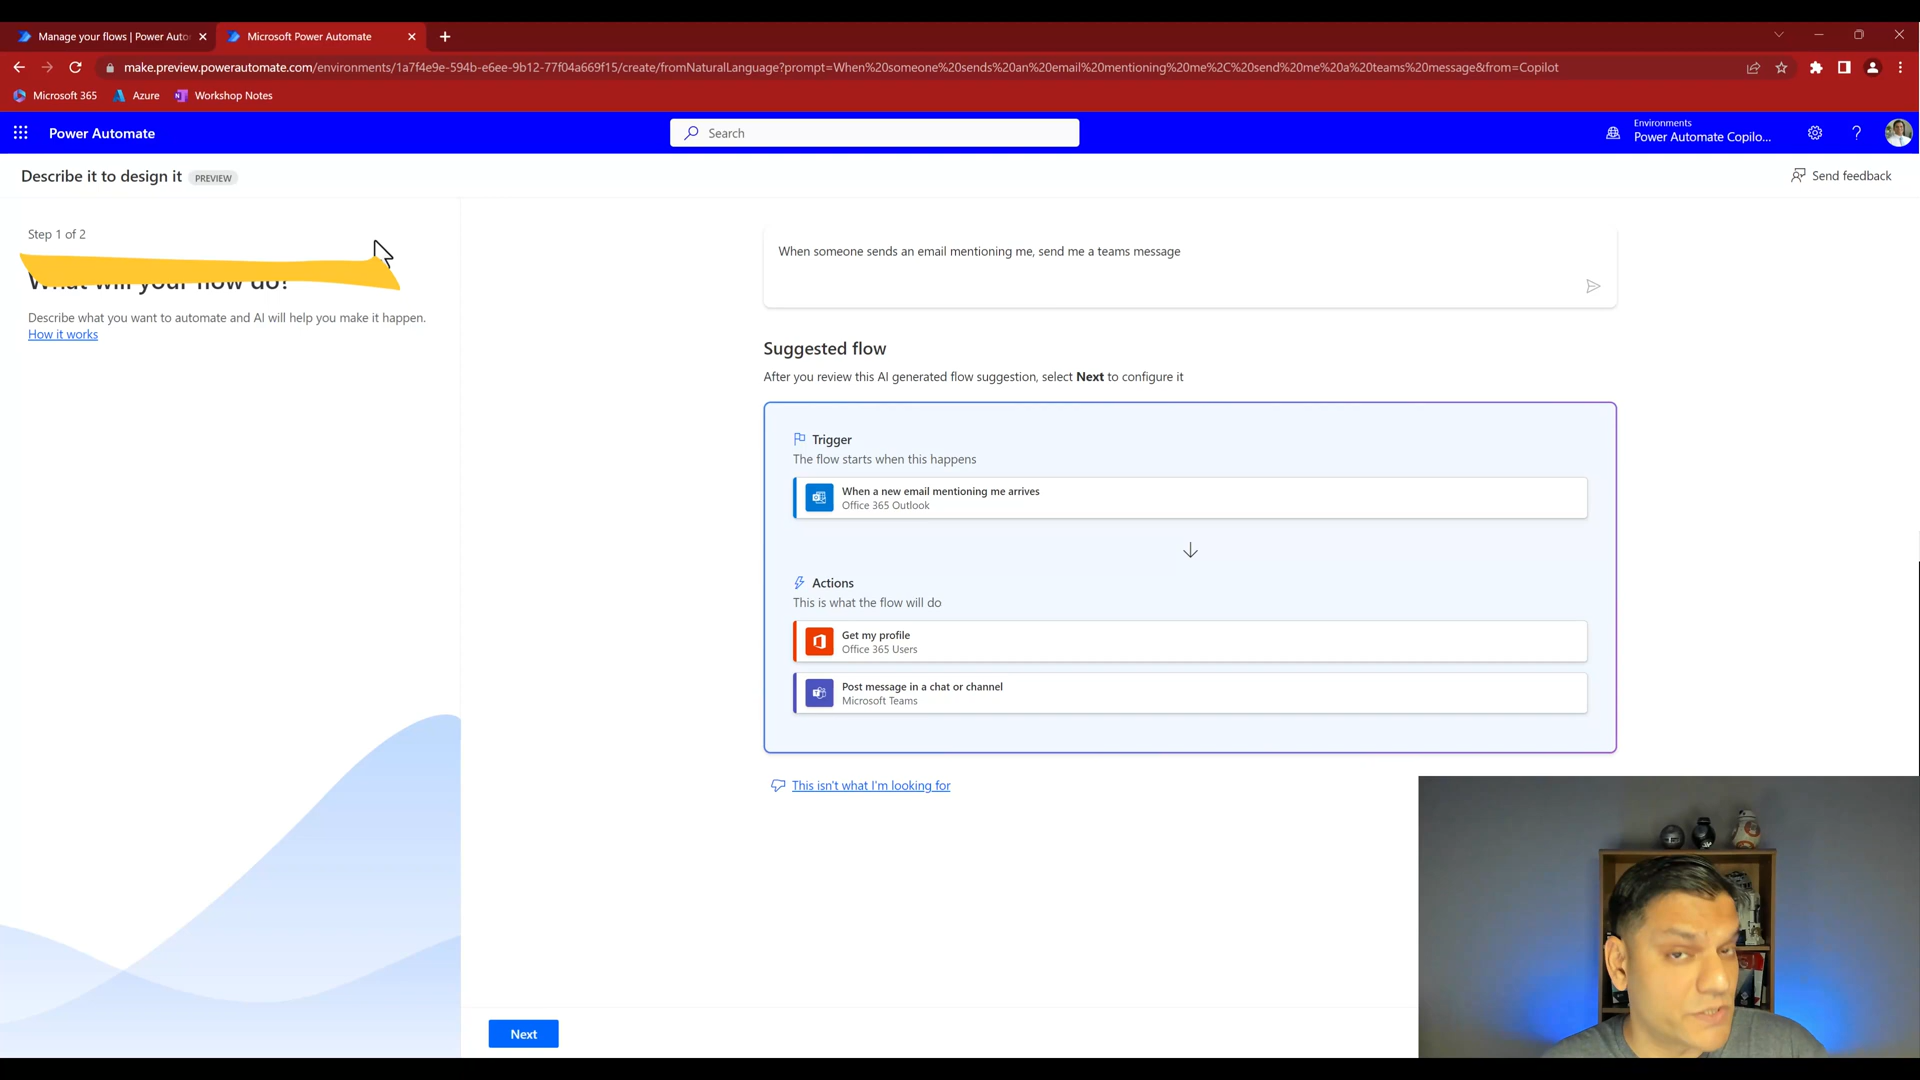 Manage your flows | Power Auto
Microsoft Power Automate
make.preview.powerautomate.com/environments/1a7f4e9e-594b-e6ee-9b12-77f04a669f15/create/fromNaturalLanguage?prompt=When%20someone%20sends%20an%20email%20mentioning%20me%2C%20send%20me%20a%20teams%20message&from=Copilot
Microsoft 365
Azure
Workshop Notes
Power Automate
Search
Environments
Power Automate Copilo...
?
Describe it to design it PREVIEW
Send feedback
Step 1 of 2
What will your flow do?
Describe what you want to automate and AI will help you make it happen.
How it works
When someone sends an email mentioning me, send me a teams message
Suggested flow
After you review this AI generated flow suggestion, select Next to configure it
Trigger
The flow starts when this happens
When a new email mentioning me arrives
Office 365 Outlook
Actions
This is what the flow will do
Get my profile
Office 365 Users
Post message in a chat or channel
Microsoft Teams
This isn't what I'm looking for
Next